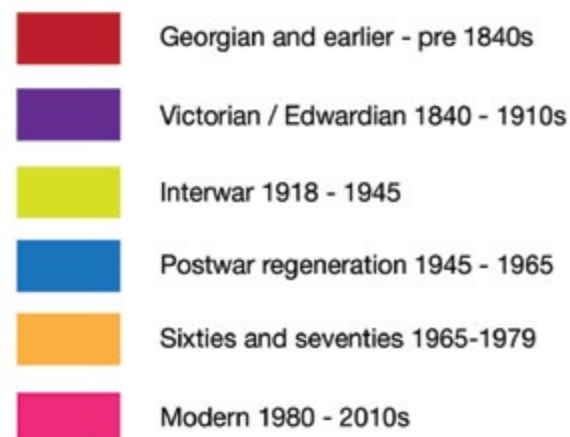 Georgian and earlier - pre 1840s
Victorian / Edwardian 1840 - 1910s
Interwar 1918 - 1945
Postwar regeneration 1945 - 1965
Sixties and seventies 1965-1979
Modern 1980 - 2010s